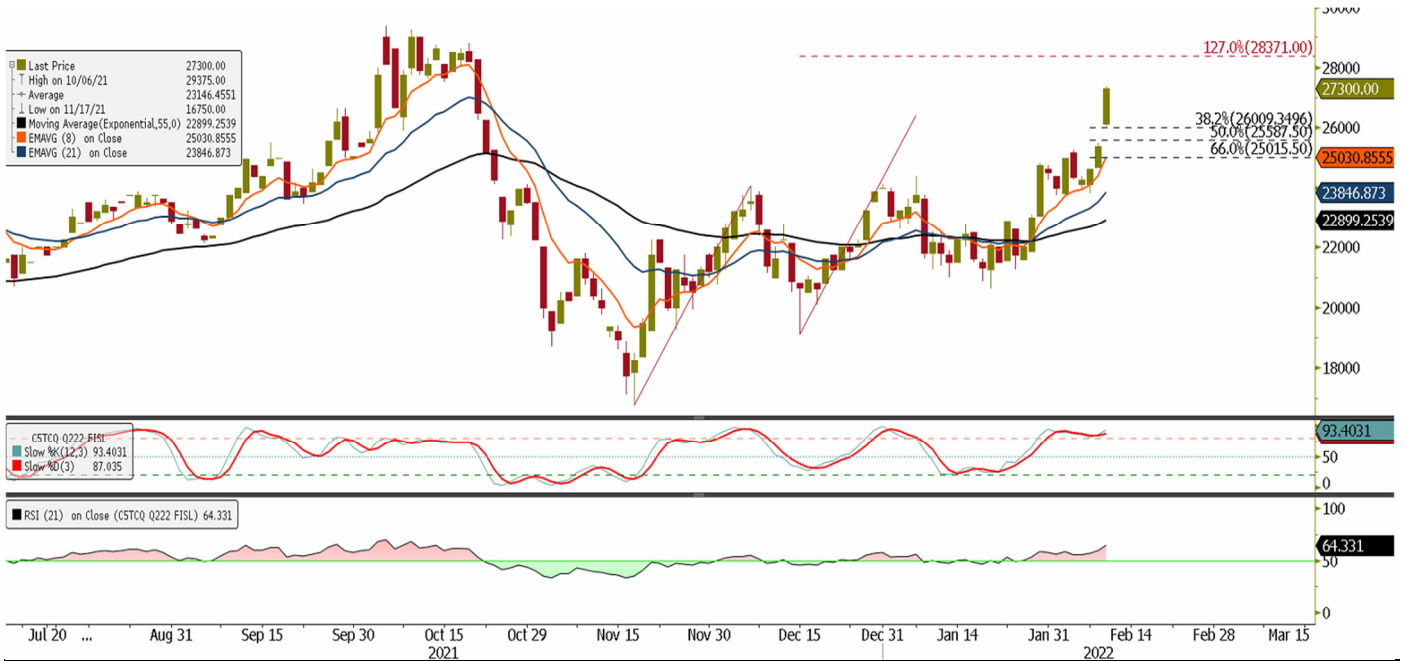 30000
127.0%(28371.00)
Last Price 27300.00
High on 10/06/21 29375.00
Average 23146.4551
Low on 11/17/21 16750.00
Moving Average(Exponential,55,0) 22899.2539
EMAVG (8) on Close 25030.8555
EMAVG (21) on Close 23846.873
28000
27300.00
38.2%(26009.3496)
26000
50.0%(25587.50)
66.0%(25015.50)
25030.8555
23846.873
22899.2539
22000
20000
18000
C5TCQ Q222 FISL
Slow %K(12,3) 93.4031
Slow %D(3) 87.035
93.4031
50
0
RSI (21) on Close (C5TCQ Q222 FISL) 64.331
100
64.331
50
0
Jul 20 ... Aug 31 Sep 15 Sep 30 Oct 15 Oct 29 Nov 15 Nov 30 Dec 15 Dec 31 Jan 14 Jan 31 Feb 14 Feb 28 Mar 15
2021 2022